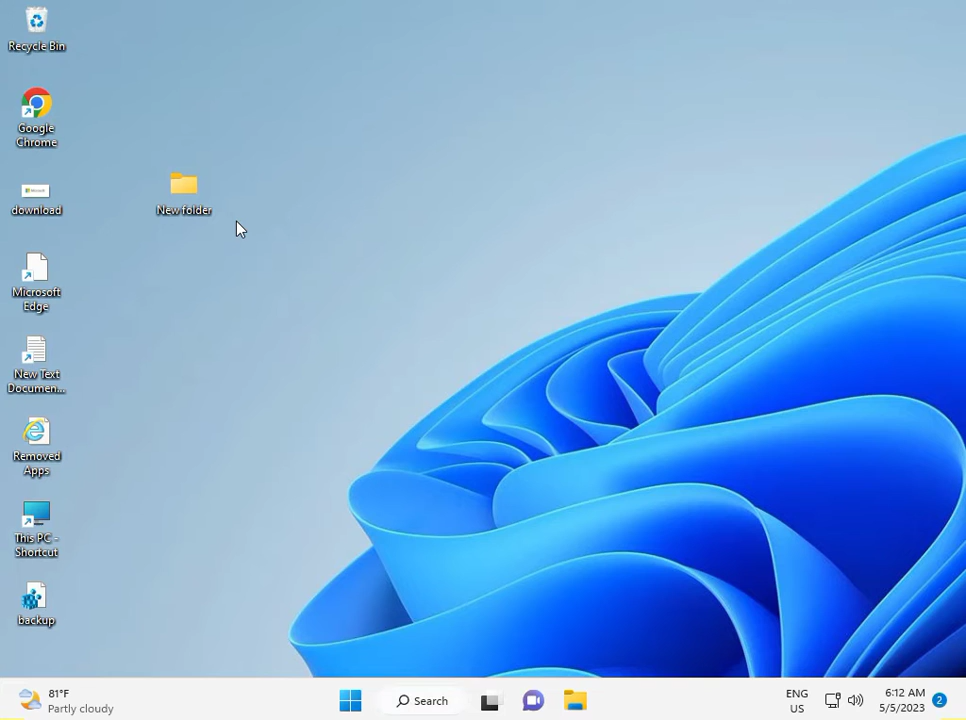 Recycle Bin
Google
Chrome
download
New folder
Microsoft
Edge
New Text
Documen...
Removed
Apps
This PC -
Shortcut
backup
81°F
Partly cloudy
Search
ENG
US
6:12 AM
5/5/2023
2